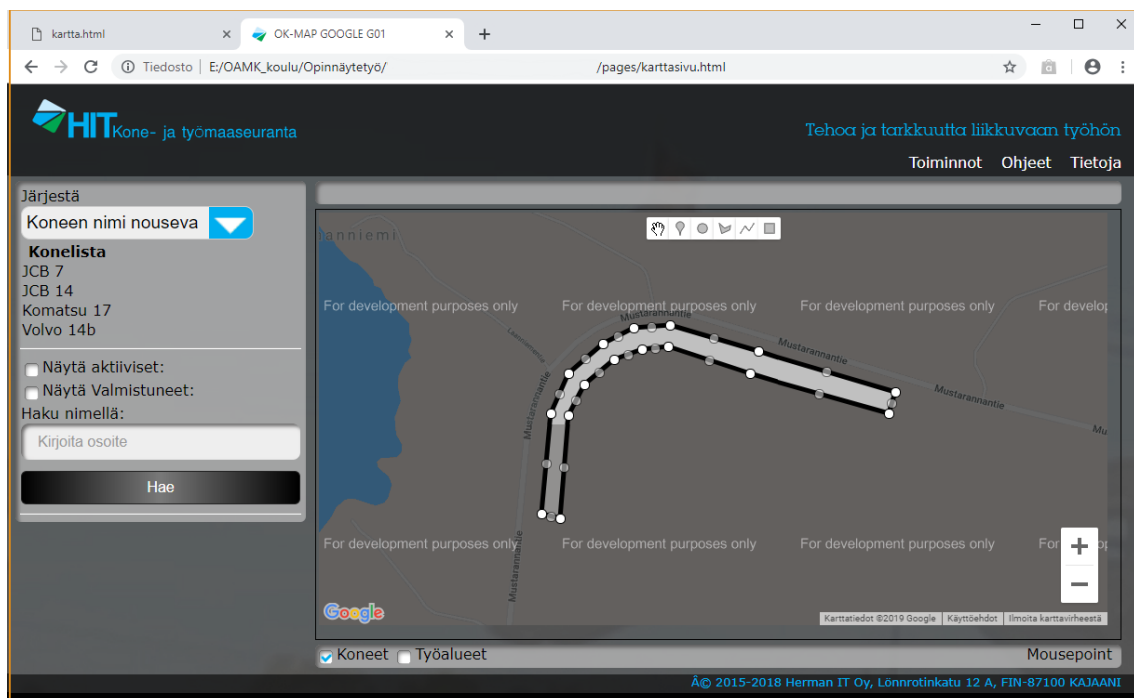 kartta.html
OK-MAP GOOGLE G01
Tiedosto | E:/OAMK_koulu/Opinnäytetyö/ /pages/karttasivu.html
HIT Kone- ja työmaaseuranta
Tehoa ja tarkkuutta liikkuvaan työhön
Toiminnot Ohjeet Tietoja
Järjestä
Koneen nimi nouseva
Konelista
JCB 7
JCB 14
Komatsu 17
Volvo 14b
Näytä aktiiviset:
Näytä Valmistuneet:
Haku nimellä:
Kirjoita osoite
Hae
anniemi
For development purposes only For development purposes only For development purposes only For develop
Mustarannantie
Mustarannantie
Mustarannantie
Mustarannantie
Mu
For development purposes only For development purposes only For development purposes only For
Mustarannantie
Google
Karttatiedot ©2019 Google Käyttöehdot Ilmoita karttavirheestä
Koneet Työalueet Mousepoint
Â© 2015-2018 Herman IT Oy, Lönnrotinkatu 12 A, FIN-87100 KAJAANI